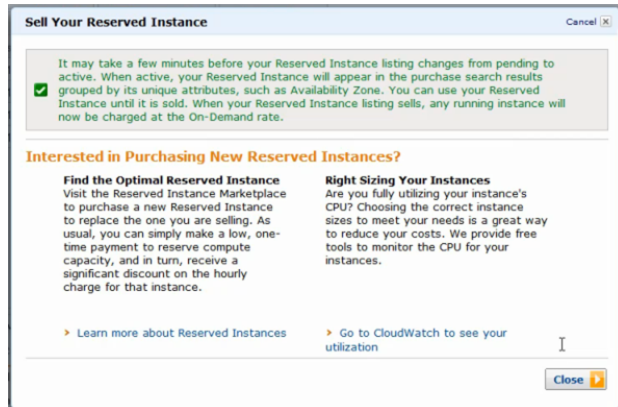 Sell Your Reserved Instance
Cancel
It may take a few minutes before your Reserved Instance listing changes from pending to
active. When active, your Reserved Instance will appear in the purchase search results
grouped by its unique attributes, such as Availability Zone. You can use your Reserved
Instance until it is sold. When your Reserved Instance listing sells, any running instance will
now be charged at the On-Demand rate.
Interested in Purchasing New Reserved Instances?
Find the Optimal Reserved Instance
Visit the Reserved Instance Marketplace
to purchase a new Reserved Instance
to replace the one you are selling. As
usual, you can simply make a low, one-
time payment to reserve compute
capacity, and in turn, receive a
significant discount on the hourly
charge for that instance.
> Learn more about Reserved Instances
Right Sizing Your Instances
Are you fully utilizing your instance's
CPU? Choosing the correct instance
sizes to meet your needs is a great way
to reduce your costs. We provide free
tools to monitor the CPU for your
instances.
> Go to CloudWatch to see your
utilization
Close